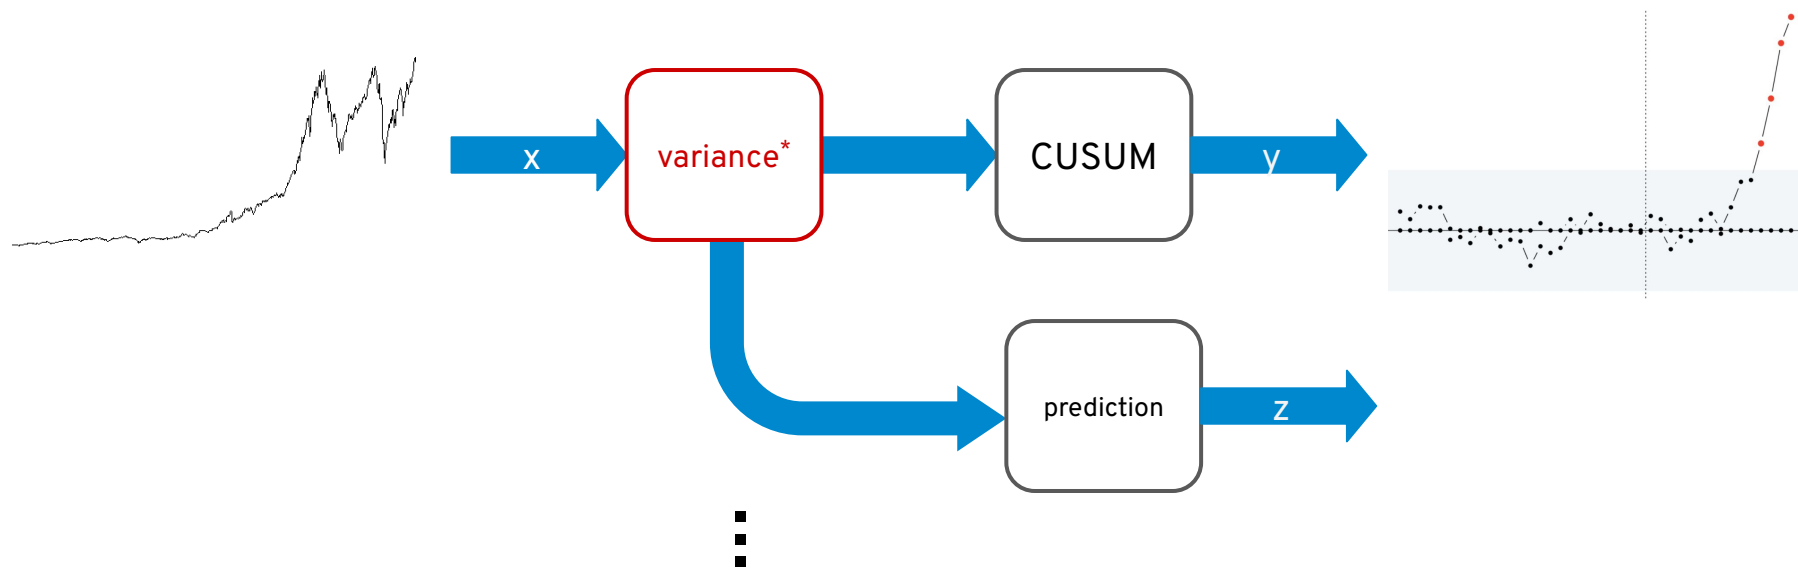 x
variance*
CUSUM
y
prediction
z